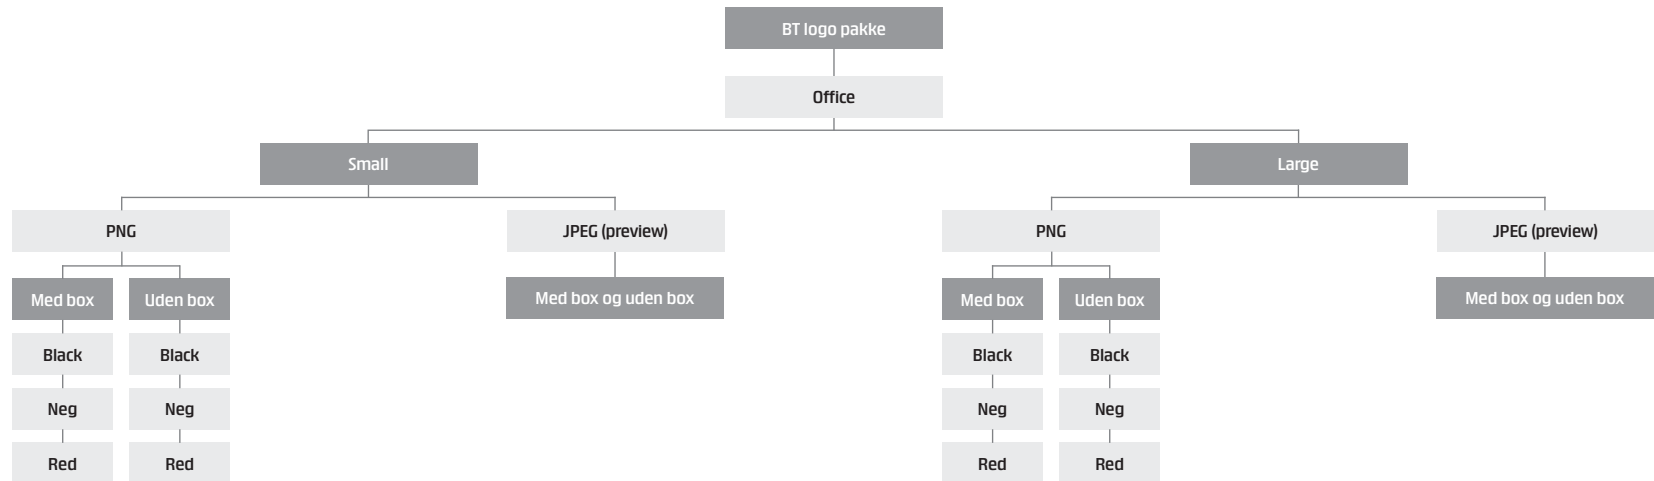 BT logo pakke
Office
Small
Large
PNG
JPEG (preview)
PNG
JPEG (preview)
Med box
Uden box
Med box og uden box
Med box
Uden box
Med box og uden box
Black
Black
Black
Black
Neg
Neg
Neg
Neg
Red
Red
Red
Red